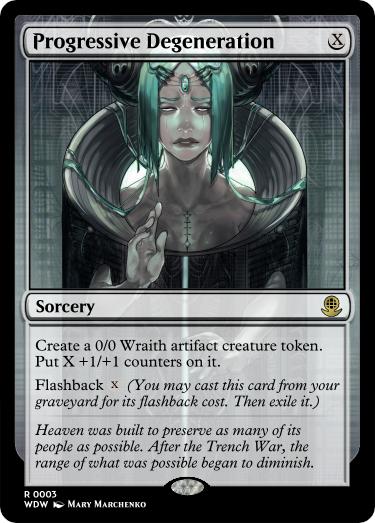 Progressive Degeneration X
Sorcery
Create a 0/0 Wraith artifact creature token.
Put X +1/+1 counters on it.
Flashback X (You may cast this card from your
graveyard for its flashback cost. Then exile it.)
Heaven was built to preserve as many of its
people as possible. After the Trench War, the
range of what was possible began to diminish.
R 0003
WDW Mary Marchenko